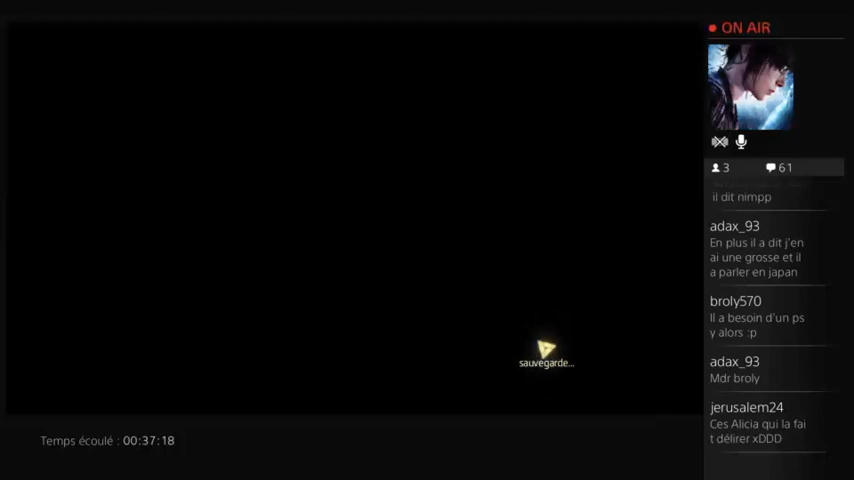 ON AIR
3 61
il dit nimpp
adax_93
En plus il a dit j'en
ai une grosse et il
a parler en japan
broly570
Il a besoin d'un ps
y alors :p
adax_93
Mdr broly
jerusalem24
Ces Alicia qui la fai
t délirer xDDD
sauvegarde...
Temps écoulé : 00:37:18